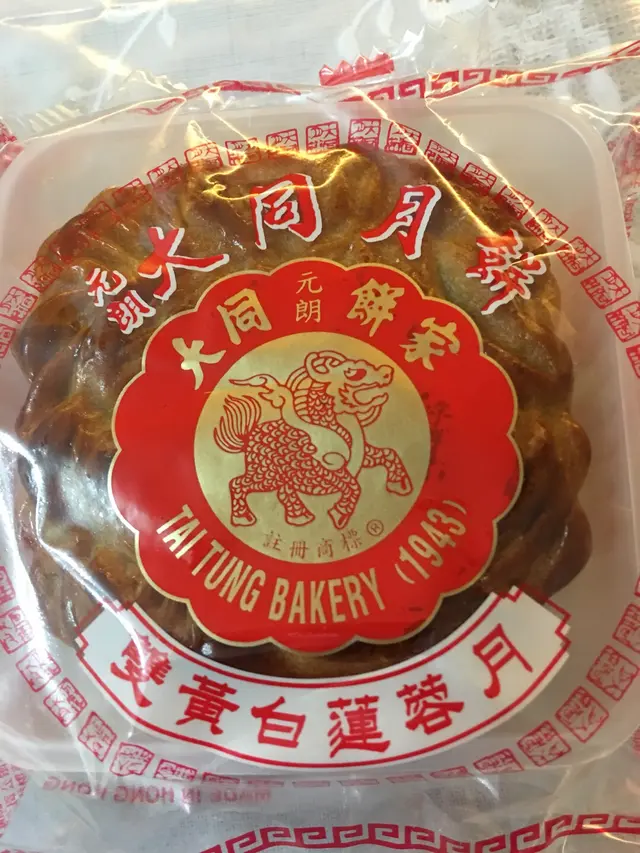 元朗大同月餅
大同元朗餅家
註冊商標®
TAI TUNG BAKERY (1943)
雙黃白蓮蓉月
MADE IN HONG KONG